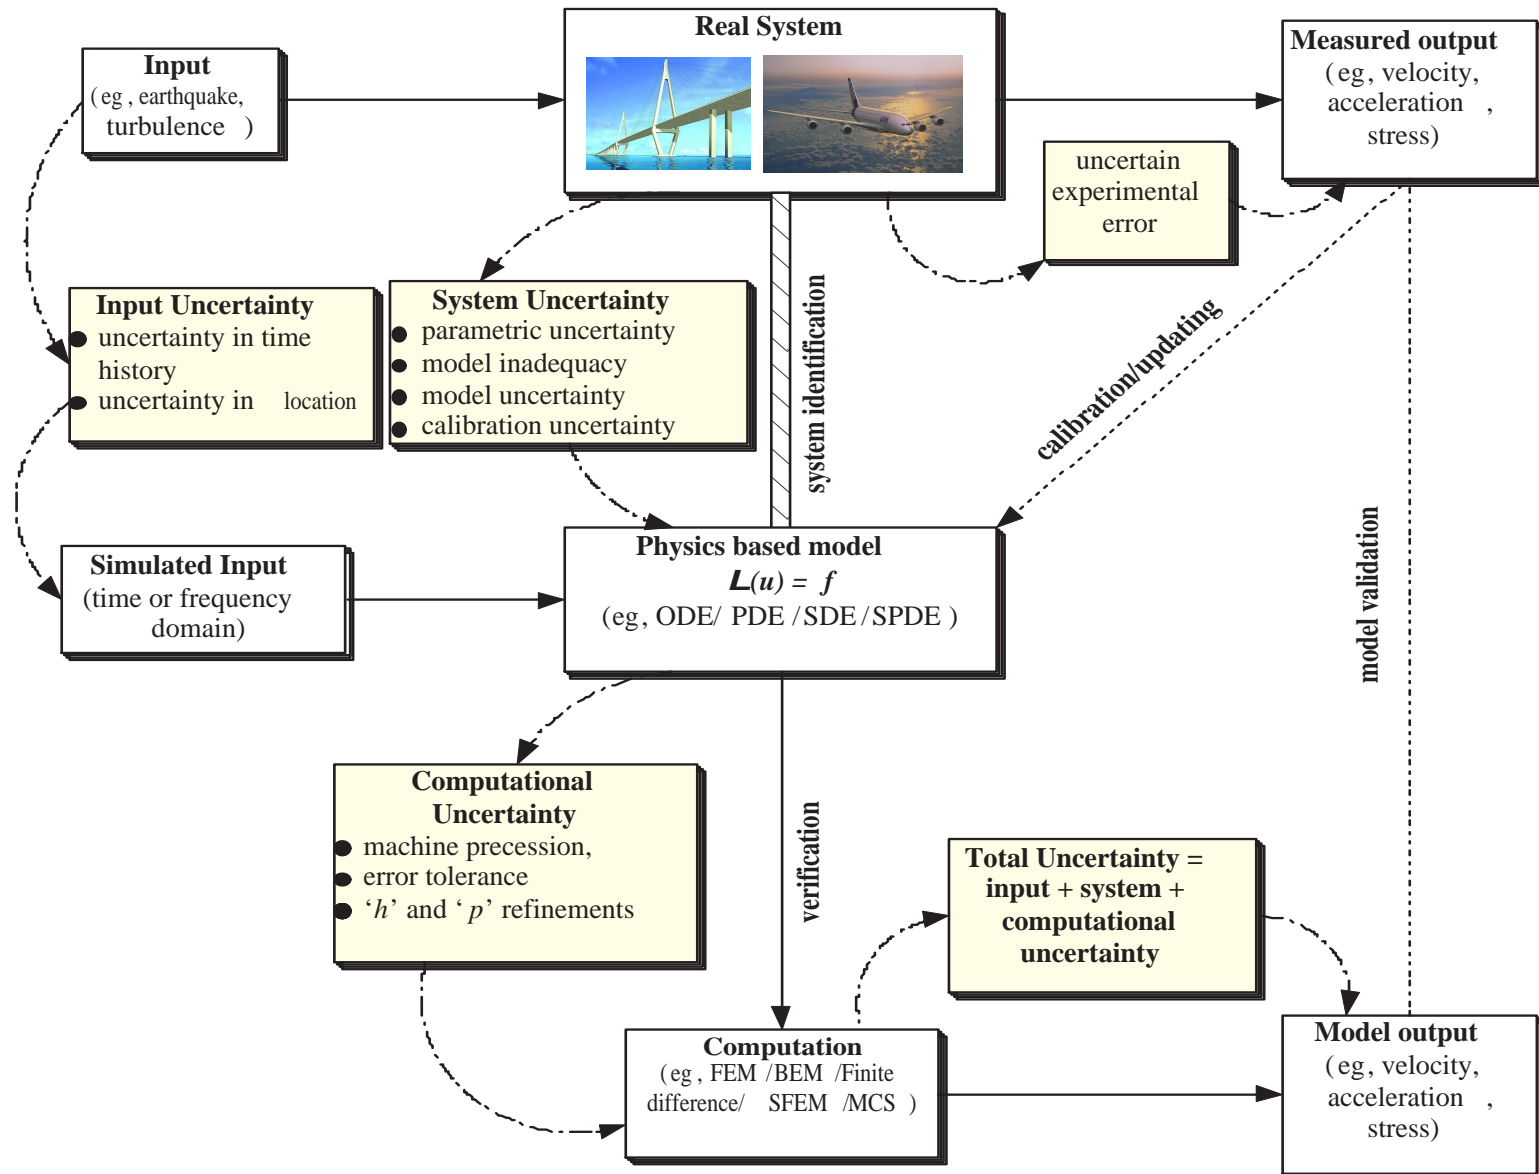 Real System
Input
(eg, earthquake,
turbulence )
Measured output
(eg, velocity,
acceleration ,
stress)
uncertain
experimental
error
Input Uncertainty
uncertainty in time
history
uncertainty in location
System Uncertainty
parametric uncertainty
model inadequacy
model uncertainty
calibration uncertainty
system identification
calibration/updating
model validation
Simulated Input
(time or frequency
domain)
Physics based model
L(u) = f
(eg, ODE/ PDE /SDE/SPDE )
Computational
Uncertainty
machine precession,
error tolerance
‘h’ and ‘p’ refinements
verification
Total Uncertainty =
input + system +
computational
uncertainty
Computation
(eg, FEM /BEM /Finite
difference/ SFEM /MCS )
Model output
(eg, velocity,
acceleration ,
stress)